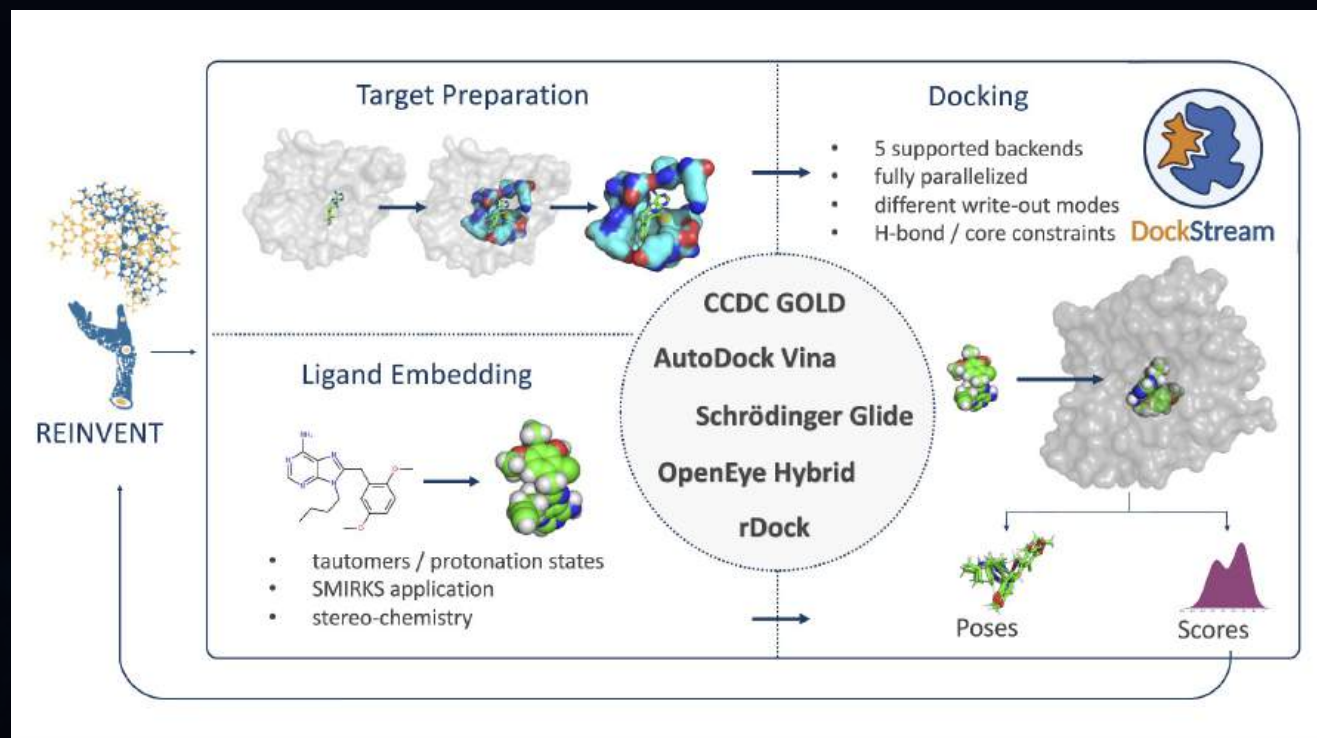 Target Preparation
Docking
• 5 supported backends
• fully parallelized
• different write-out modes
• H-bond / core constraints
DockStream
REINVENT
Ligand Embedding
NH₂
N
N
N
N
O
O
• tautomers / protonation states
• SMIRKS application
• stereo-chemistry
CCDC GOLD
AutoDock Vina
Schrödinger Glide
OpenEye Hybrid
rDock
Poses
Scores